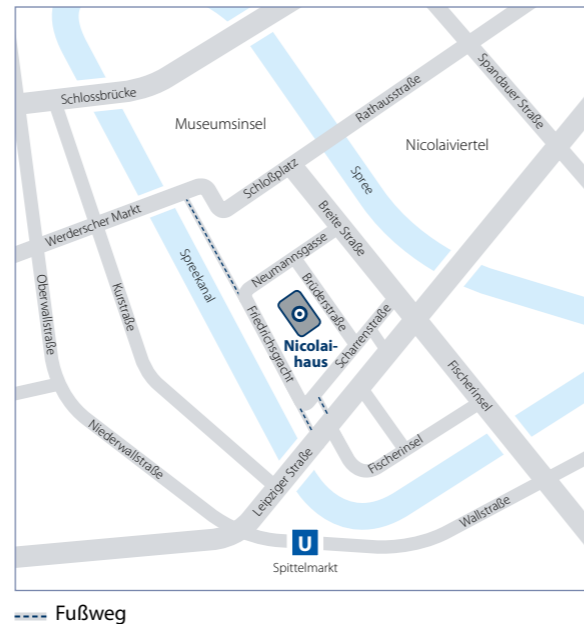 Schlossbrücke
Museumsinsel
Rathausstraße
Spandauer Straße
Nicolaiviertel
Schloßplatz
Spree
Werderscher Markt
Breite Straße
Neumannsgasse
Spreekanal
Oberwallstraße
Kurstraße
Brüderstraße
Friedrichsgracht
Nicolai-
haus
Scharrenstraße
Fischerinsel
Niederwallstraße
Leipziger Straße
Fischerinsel
Wallstraße
U
Spittelmarkt
Fußweg